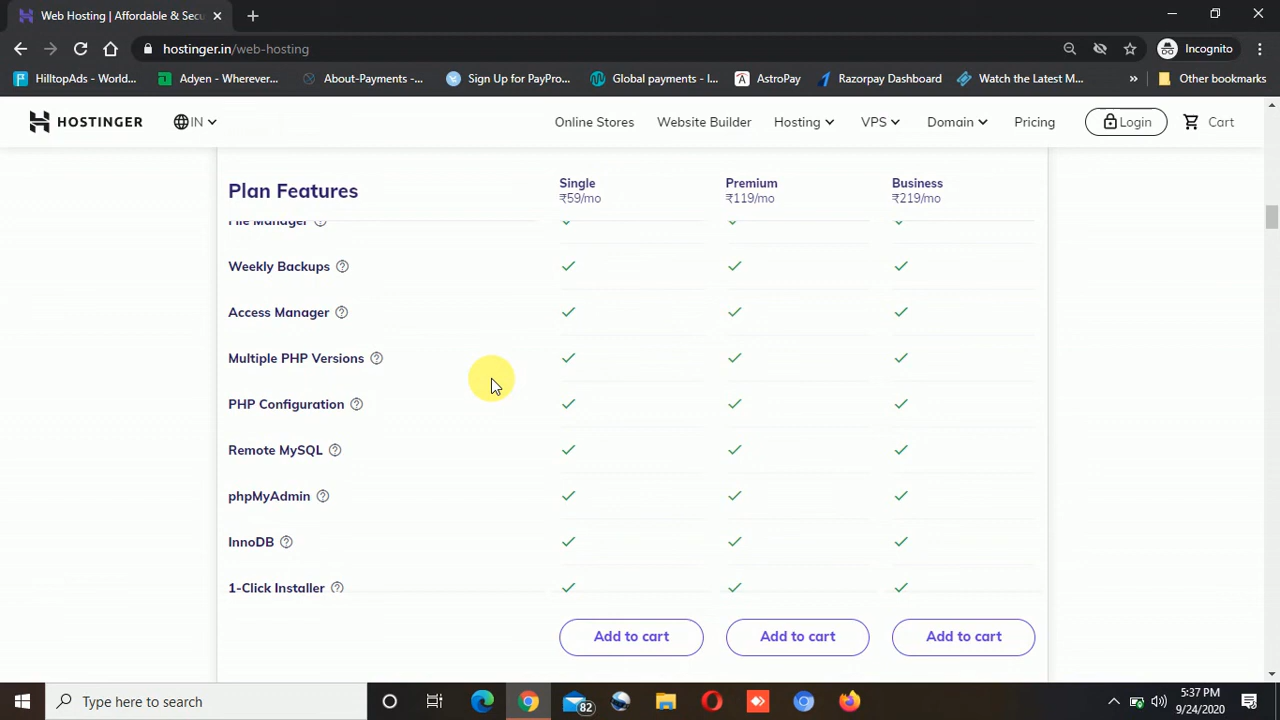 Web Hosting | Affordable & Secu
hostinger.in/web-hosting
Incognito
HilltopAds - World...
Adyen - Wherever...
About-Payments -...
Sign Up for PayPro...
Global payments - I...
AstroPay
Razorpay Dashboard
Watch the Latest M...
»
Other bookmarks
HOSTINGER
IN
Online Stores
Website Builder
Hosting
VPS
Domain
Pricing
Login
Cart
Plan Features
Single
₹59/mo
Premium
₹119/mo
Business
₹219/mo
File Manager
Weekly Backups
Access Manager
Multiple PHP Versions
PHP Configuration
Remote MySQL
phpMyAdmin
InnoDB
1-Click Installer
Add to cart
Add to cart
Add to cart
Type here to search
82
5:37 PM
9/24/2020